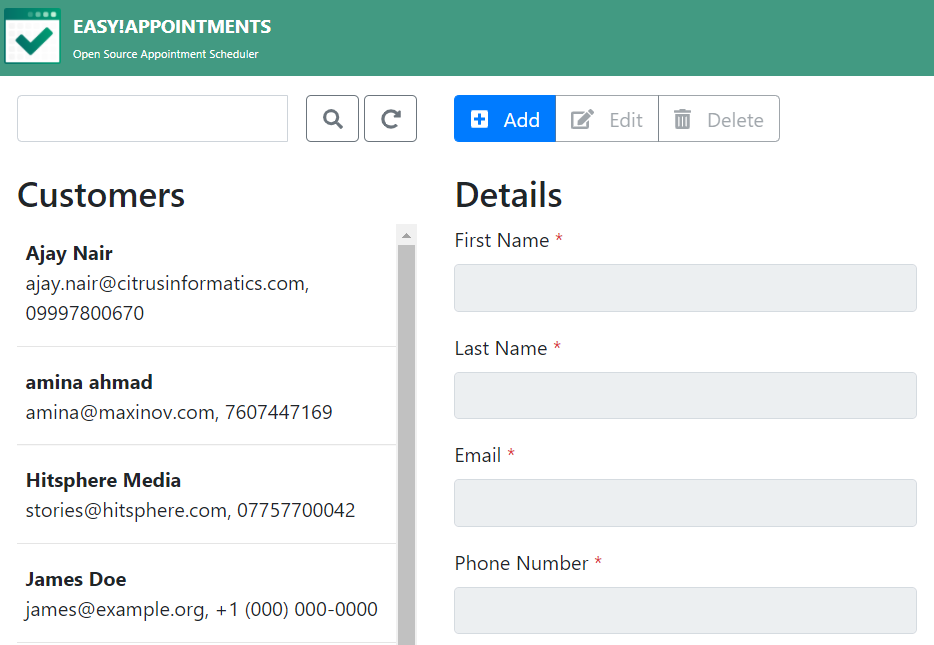 EASY!APPOINTMENTS
Open Source Appointment Scheduler
Add
Edit
Delete
Customers
Ajay Nair
ajay.nair@citrusinformatics.com,
09997800670
amina ahmad
amina@maxinov.com, 7607447169
Hitsphere Media
stories@hitsphere.com, 07757700042
James Doe
james@example.org, +1 (000) 000-0000
Details
First Name *
Last Name *
Email *
Phone Number *